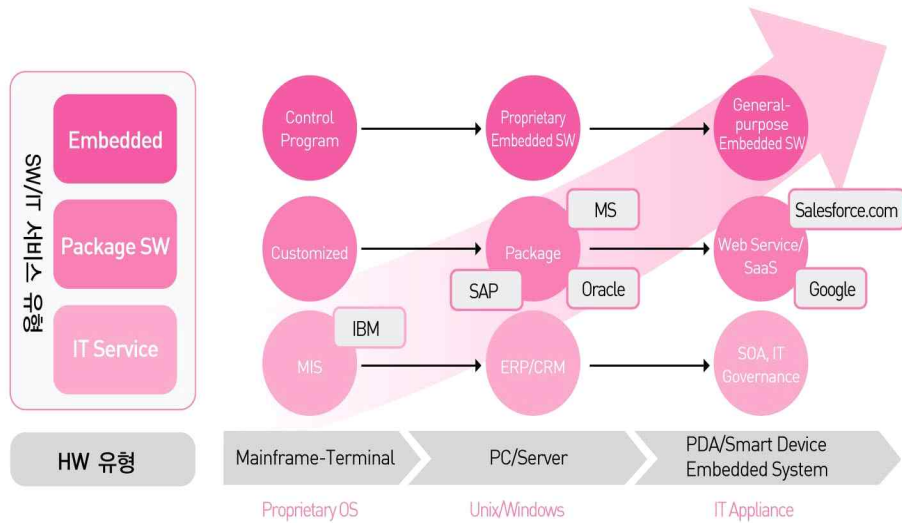 SW/IT 서비스 유형
Embedded
Package SW
IT Service
Control
Program
Proprietary
Embedded SW
General-
purpose
Embedded SW
Customized
Package
MS
SAP
Oracle
Web Service/
SaaS
Salesforce.com
Google
MIS
IBM
ERP/CRM
SOA, IT
Governance
HW 유형
Mainframe-Terminal
PC/Server
PDA/Smart Device
Embedded System
Proprietary OS
Unix/Windows
IT Appliance